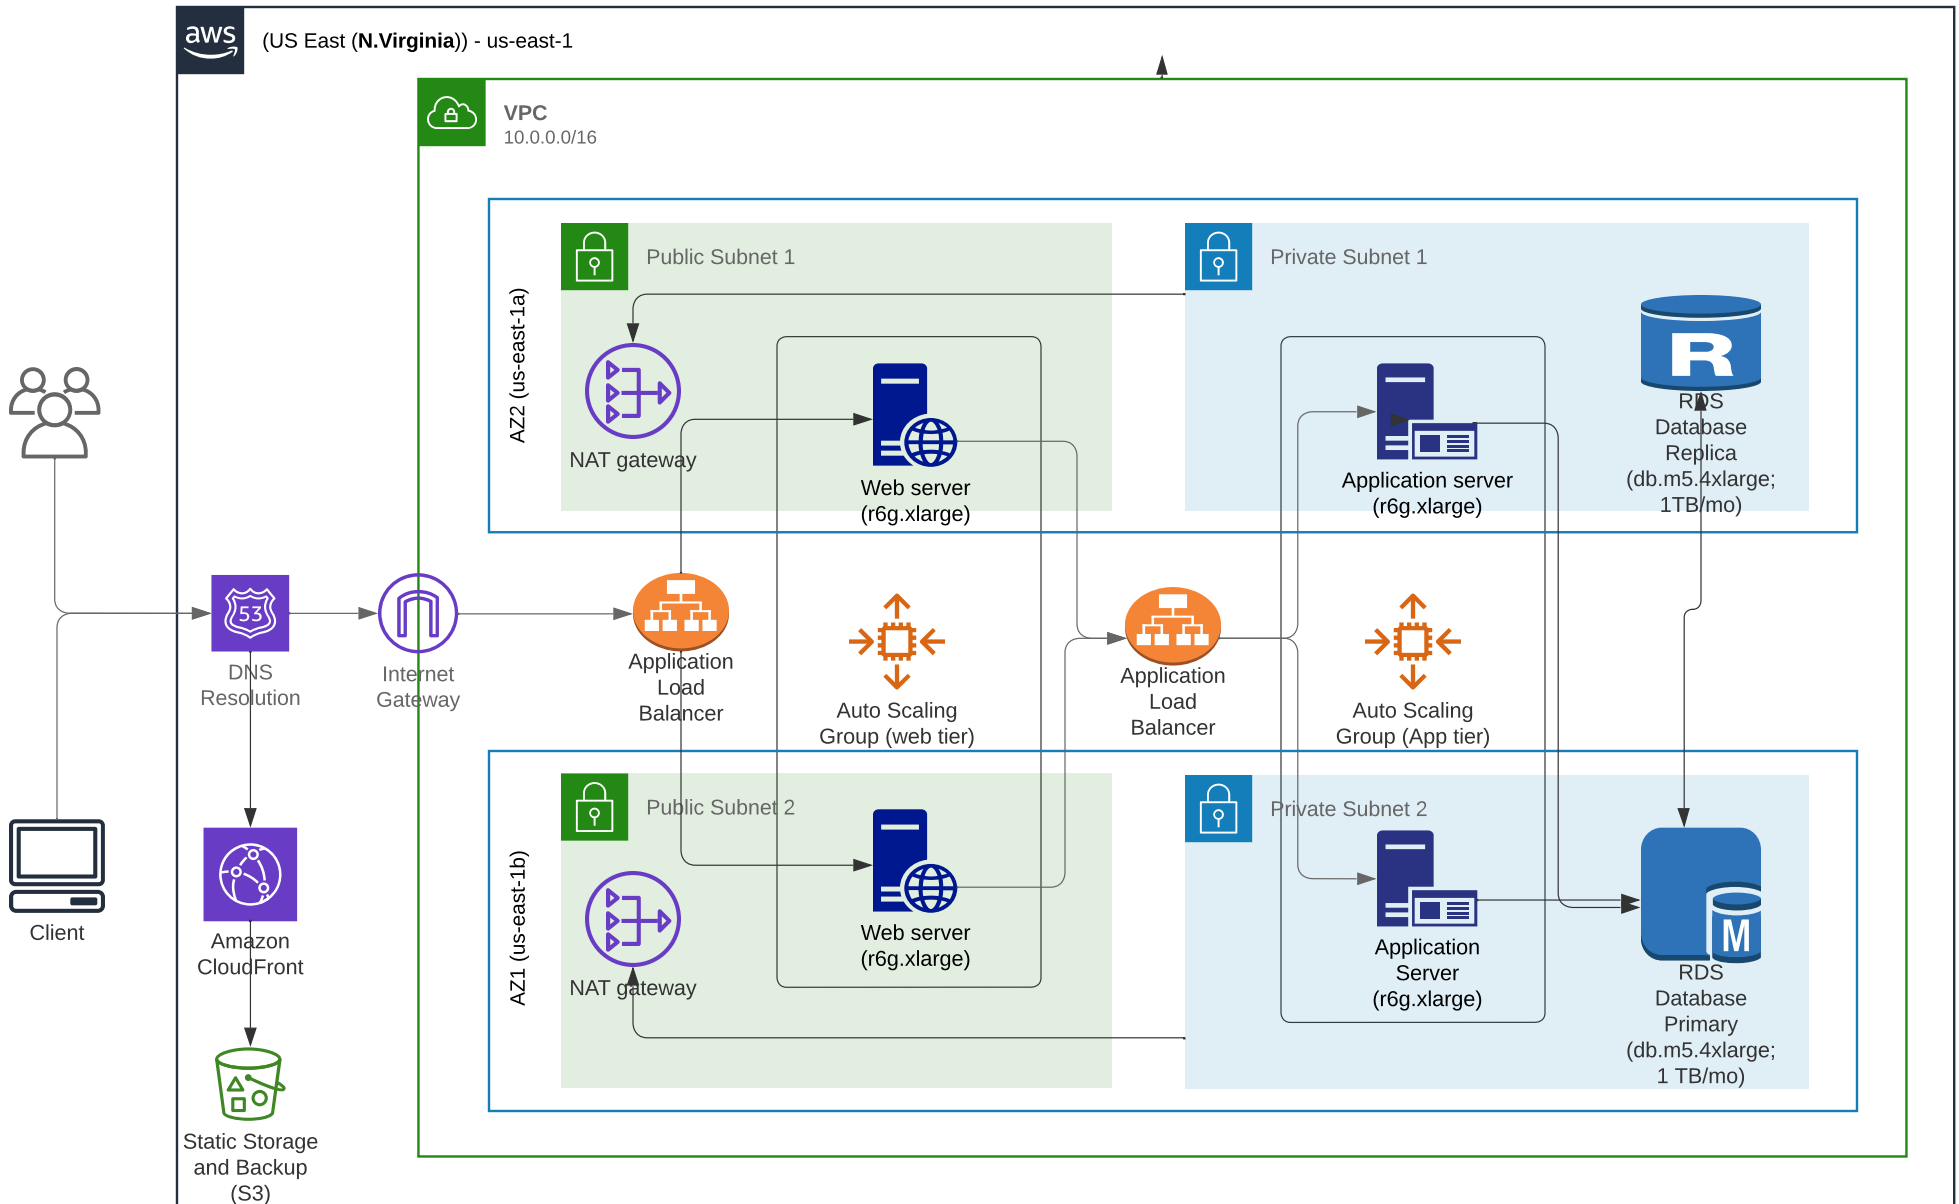 aws
(US East (N.Virginia)) - us-east-1
VPC
10.0.0.0/16
AZ2 (us-east-1a)
Public Subnet 1
NAT gateway
Web server
(r6g.xlarge)
Private Subnet 1
Application server
(r6g.xlarge)
R
RDS
Database
Replica
(db.m5.4xlarge;
1TB/mo)
53
DNS
Resolution
Internet
Gateway
Application
Load
Balancer
Auto Scaling
Group (web tier)
Application
Load
Balancer
Auto Scaling
Group (App tier)
AZ1 (us-east-1b)
Public Subnet 2
NAT gateway
Web server
(r6g.xlarge)
Private Subnet 2
Application
Server
(r6g.xlarge)
M
RDS
Database
Primary
(db.m5.4xlarge;
1 TB/mo)
Client
Amazon
CloudFront
Static Storage
and Backup
(S3)